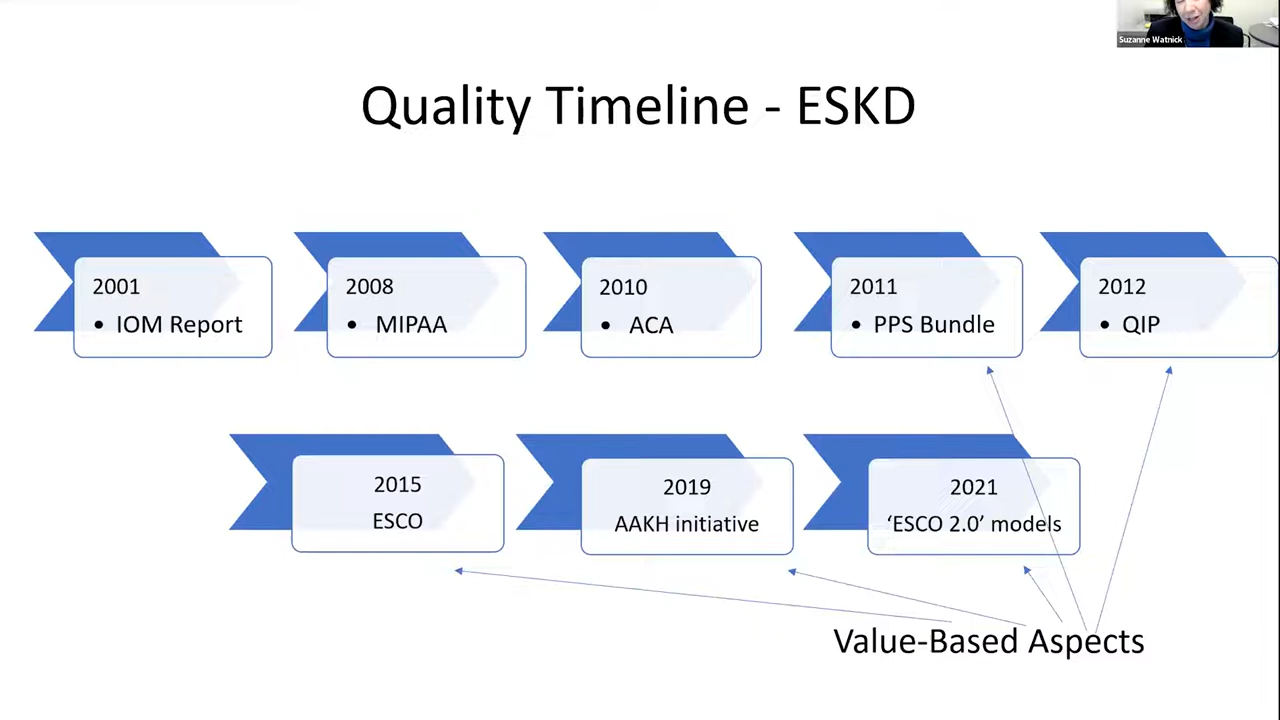 Suzanne Watnick
Quality Timeline - ESKD
2001
• IOM Report
2008
• MIPAA
2010
• ACA
2011
• PPS Bundle
2012
• QIP
2015
ESCO
2019
AAKH initiative
2021
‘ESCO 2.0’ models
Value-Based Aspects